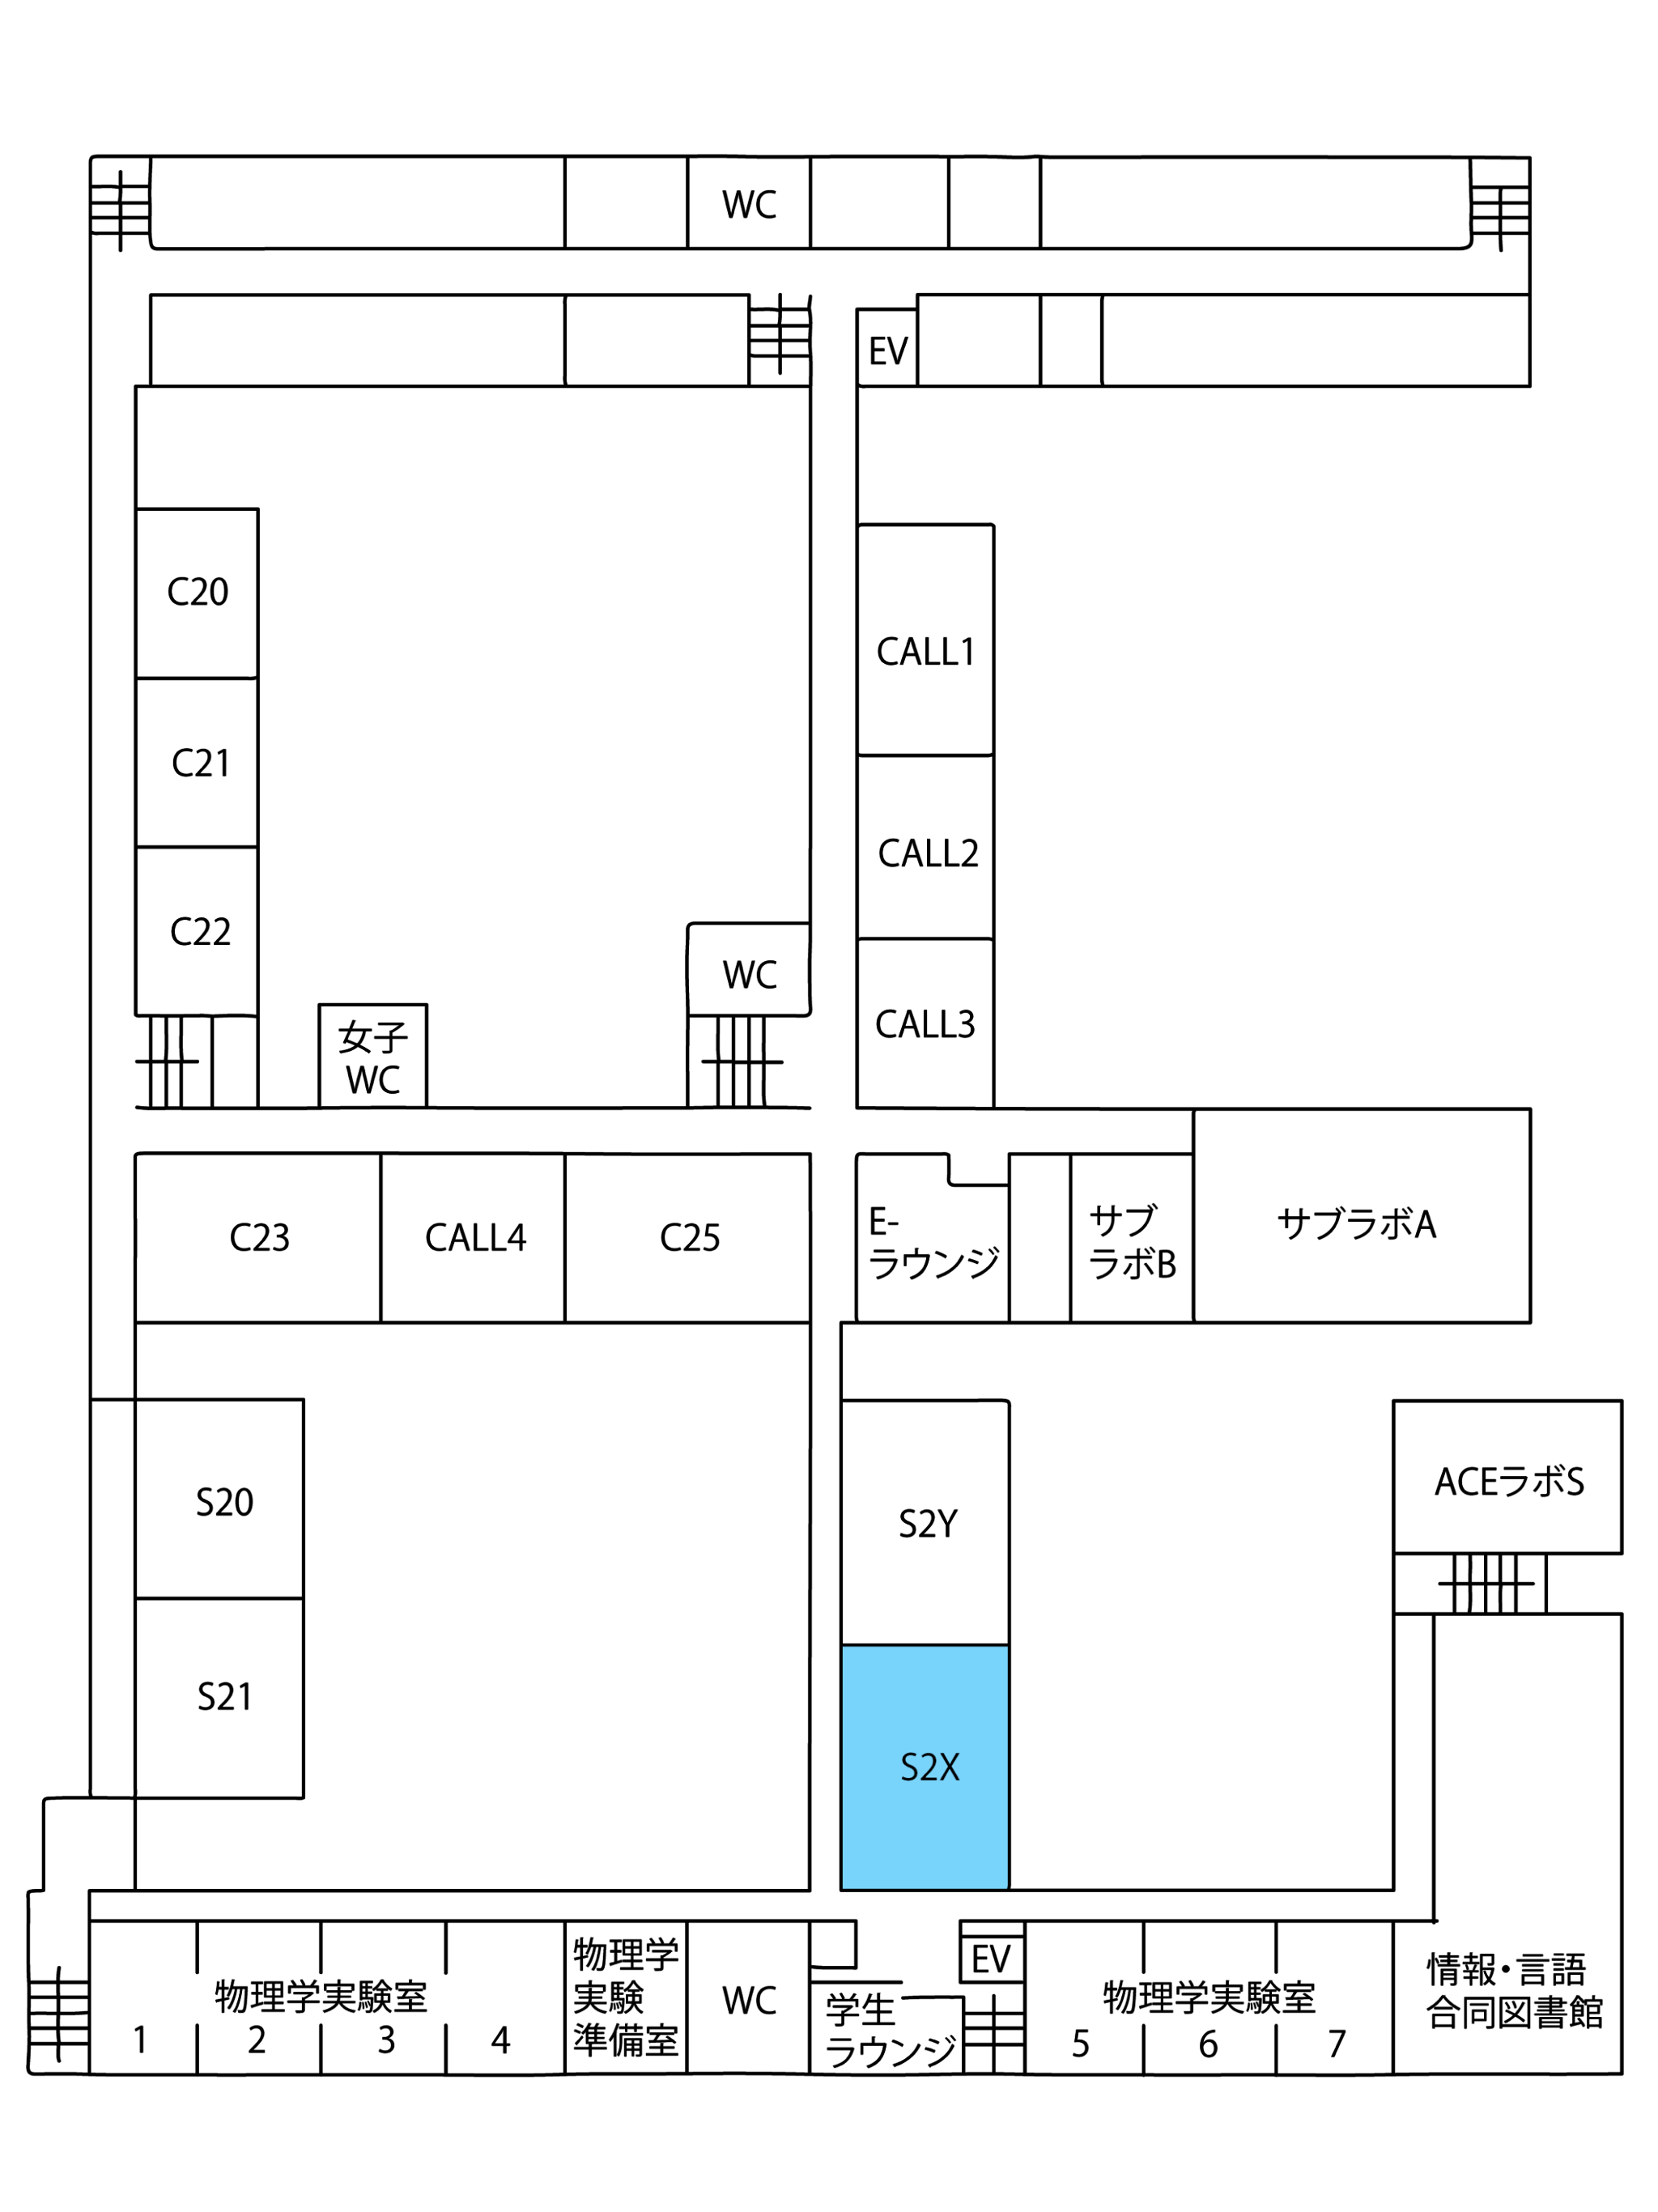 WC
EV
C20
CALL1
C21
CALL2
C22
WC
CALL3
女子
WC
C23
CALL4
C25
E-
ラウンジ
サブ
ラボB
サブラボA
S20
S2Y
ACEラボS
S21
S2X
物理学実験室
1
2
3
4
物理学
実験
準備室
WC
学生
ラウンジ
EV
物理学実験室
5
6
7
情報・言語
合同図書館